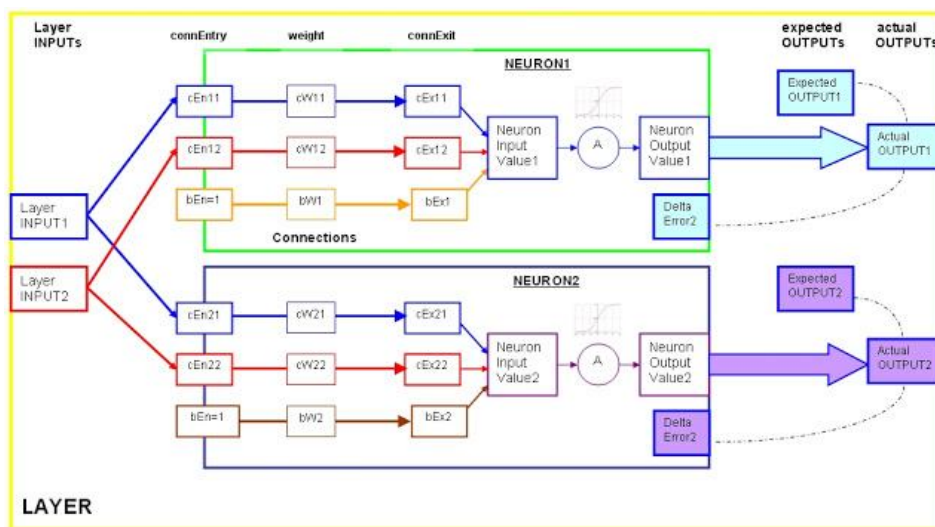 Layer
INPUTs
connEntry
weight
connExit
expected
OUTPUTs
actual
OUTPUTs
NEURON1
cEn11
cW11
cEx11
cEn12
cW12
cEx12
bEn=1
bW1
bEx1
Neuron
Input
Value1
A
Neuron
Output
Value1
Expected
OUTPUT1
Actual
OUTPUT1
Delta
Error2
Connections
Layer
INPUT1
Layer
INPUT2
NEURON2
cEn21
cW21
cEx21
cEn22
cW22
cEx22
bEn=1
bW2
bEx2
Neuron
Input
Value2
A
Neuron
Output
Value2
Expected
OUTPUT2
Actual
OUTPUT2
Delta
Error2
LAYER